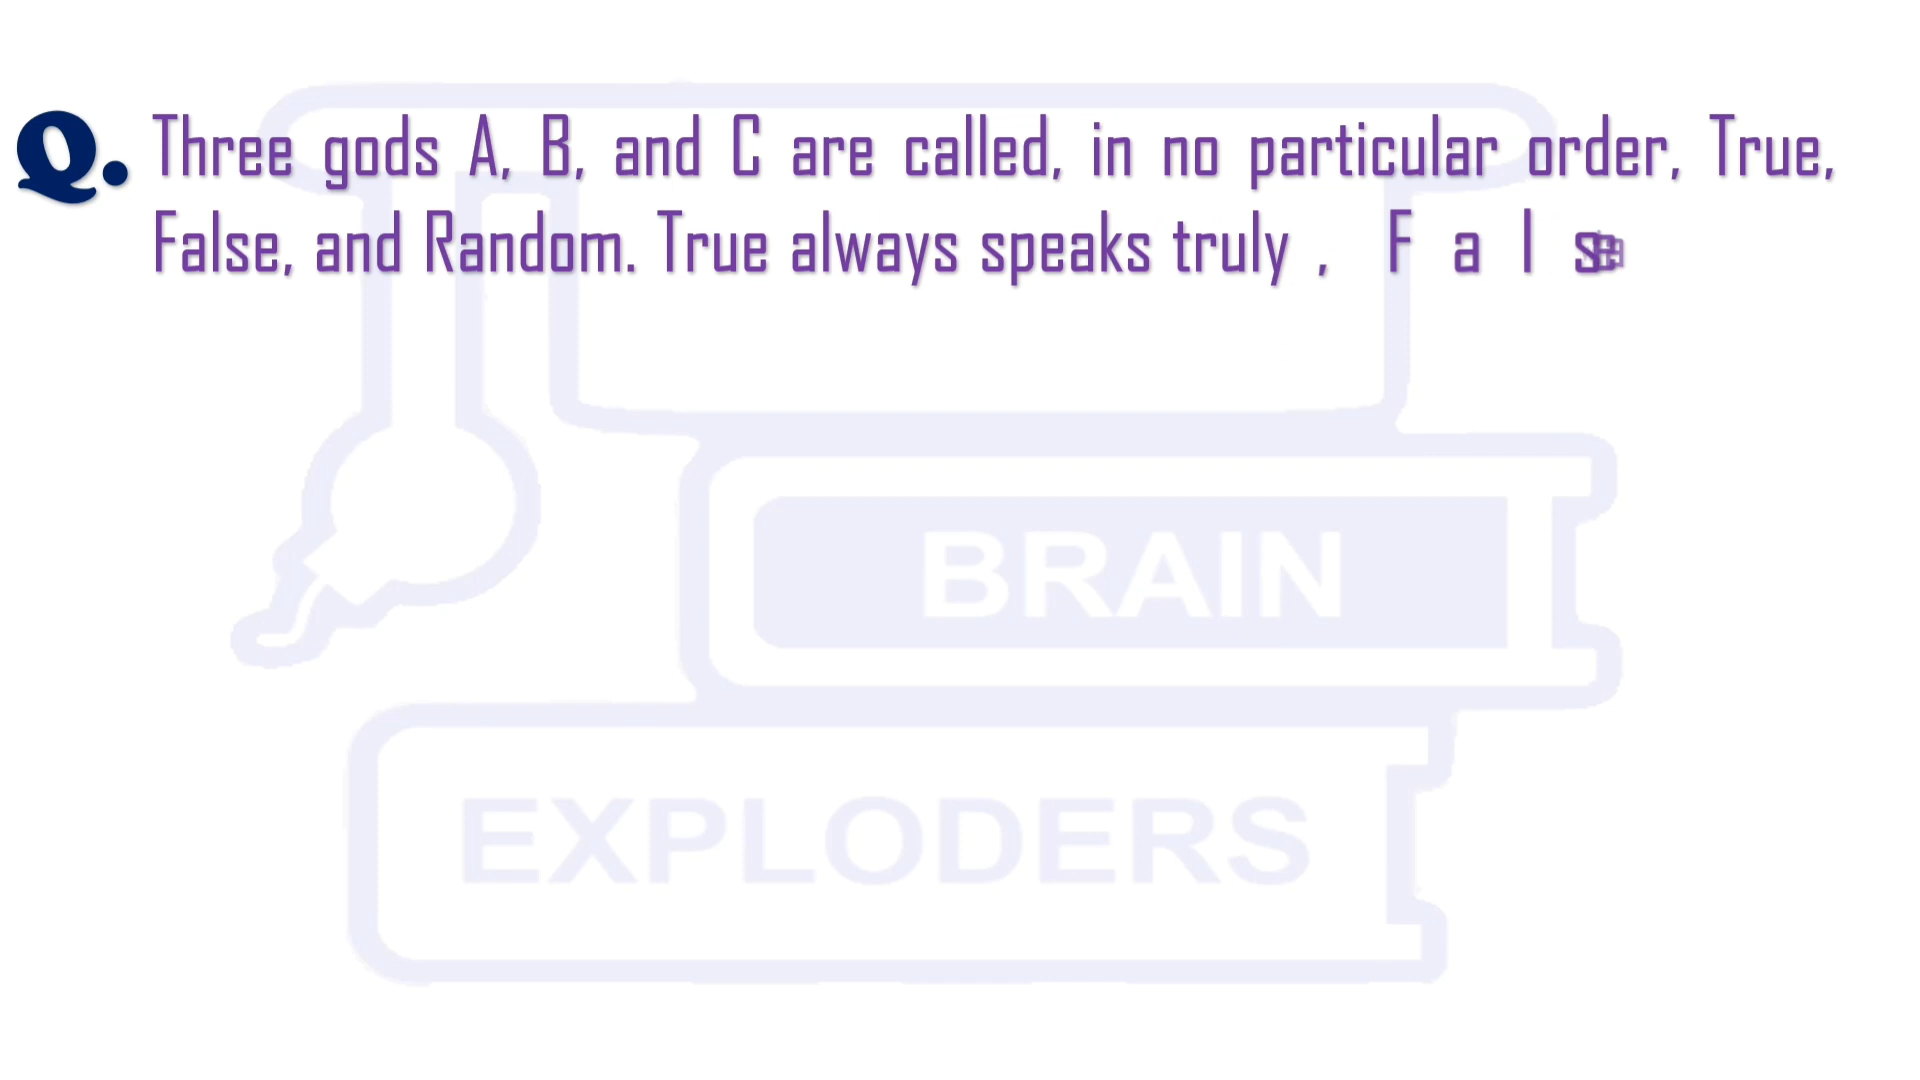 Q. Three gods A, B, and C are called, in no particular order, True,
False, and Random. True always speaks truly , F a l s
BRAIN
EXPLODERS